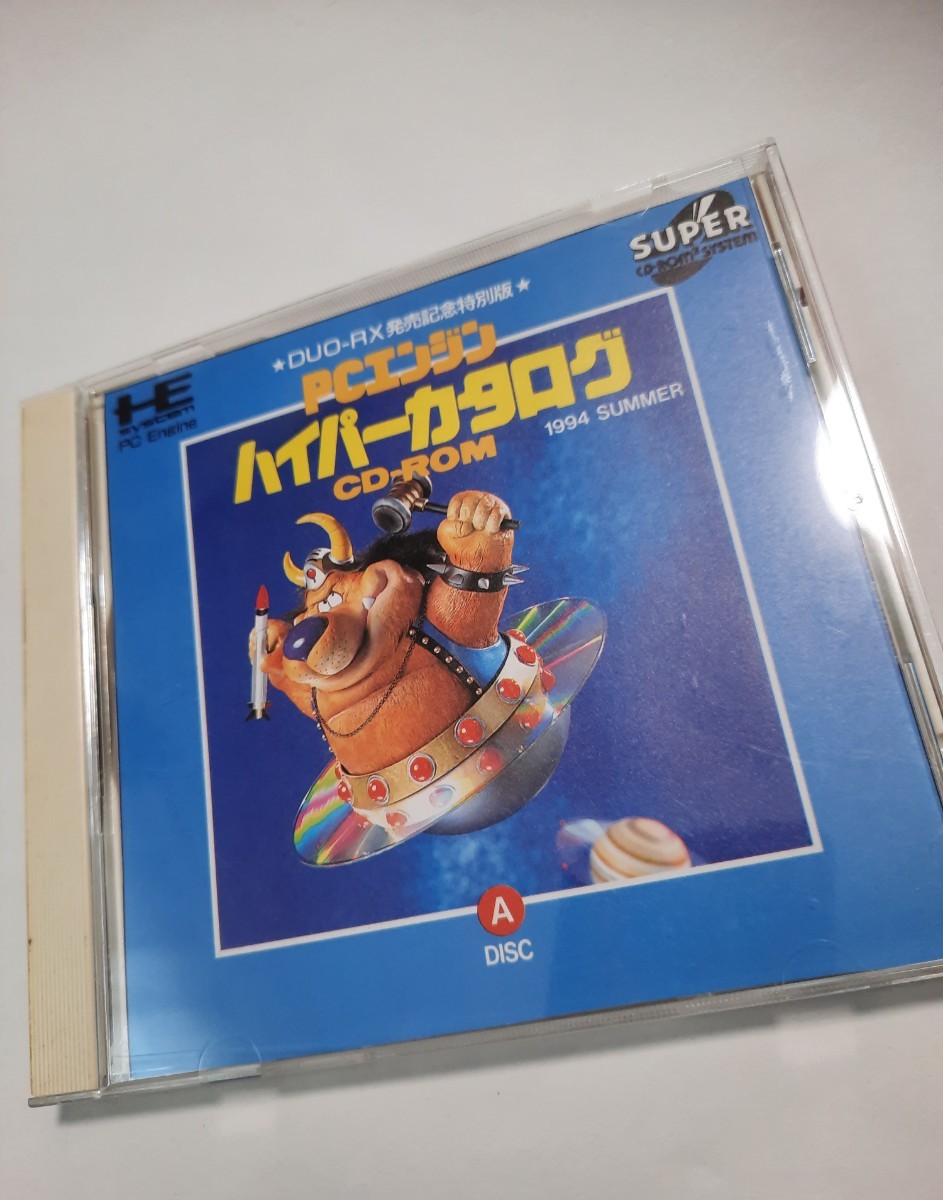 SUPER
CD-ROM² SYSTEM
★DUO-RX発売記念特別版★
PCエンジン
ハイパーカタログ
CD-ROM
1994 SUMMER
HE
system
PC Engine
A
DISC